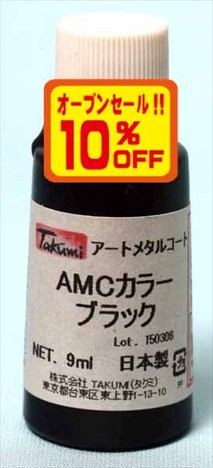 オープンセール!!
10%OFF
Takumi アートメタルコート
AMCカラー
ブラック
Lot. 150306
NET. 9ml 日本製
株式会社 TAKUMI(タクミ)
東京都台東区東上野1-13-10